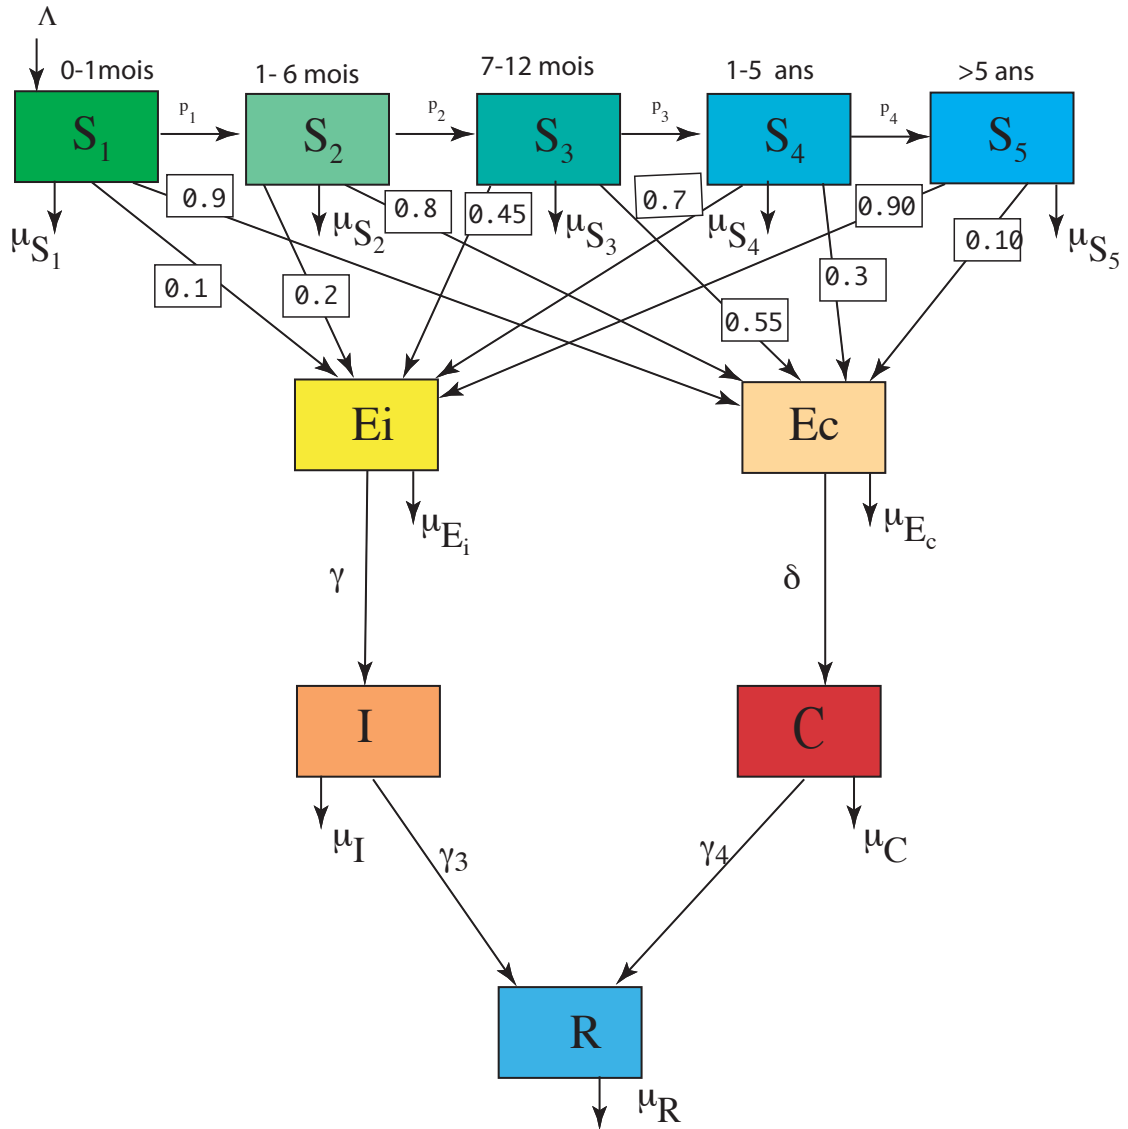 Λ
0-1mois
1- 6 mois
7-12 mois
1-5 ans
>5 ans
S1
p1
S2
p2
S3
p3
S4
p4
S5
μS1
0.9
μS2
0.8
0.45
μS3
0.7
μS4
0.90
0.10
μS5
0.1
0.2
0.55
0.3
Ei
Ec
μEi
μEc
γ
δ
I
C
μI
γ3
γ4
μC
R
μR